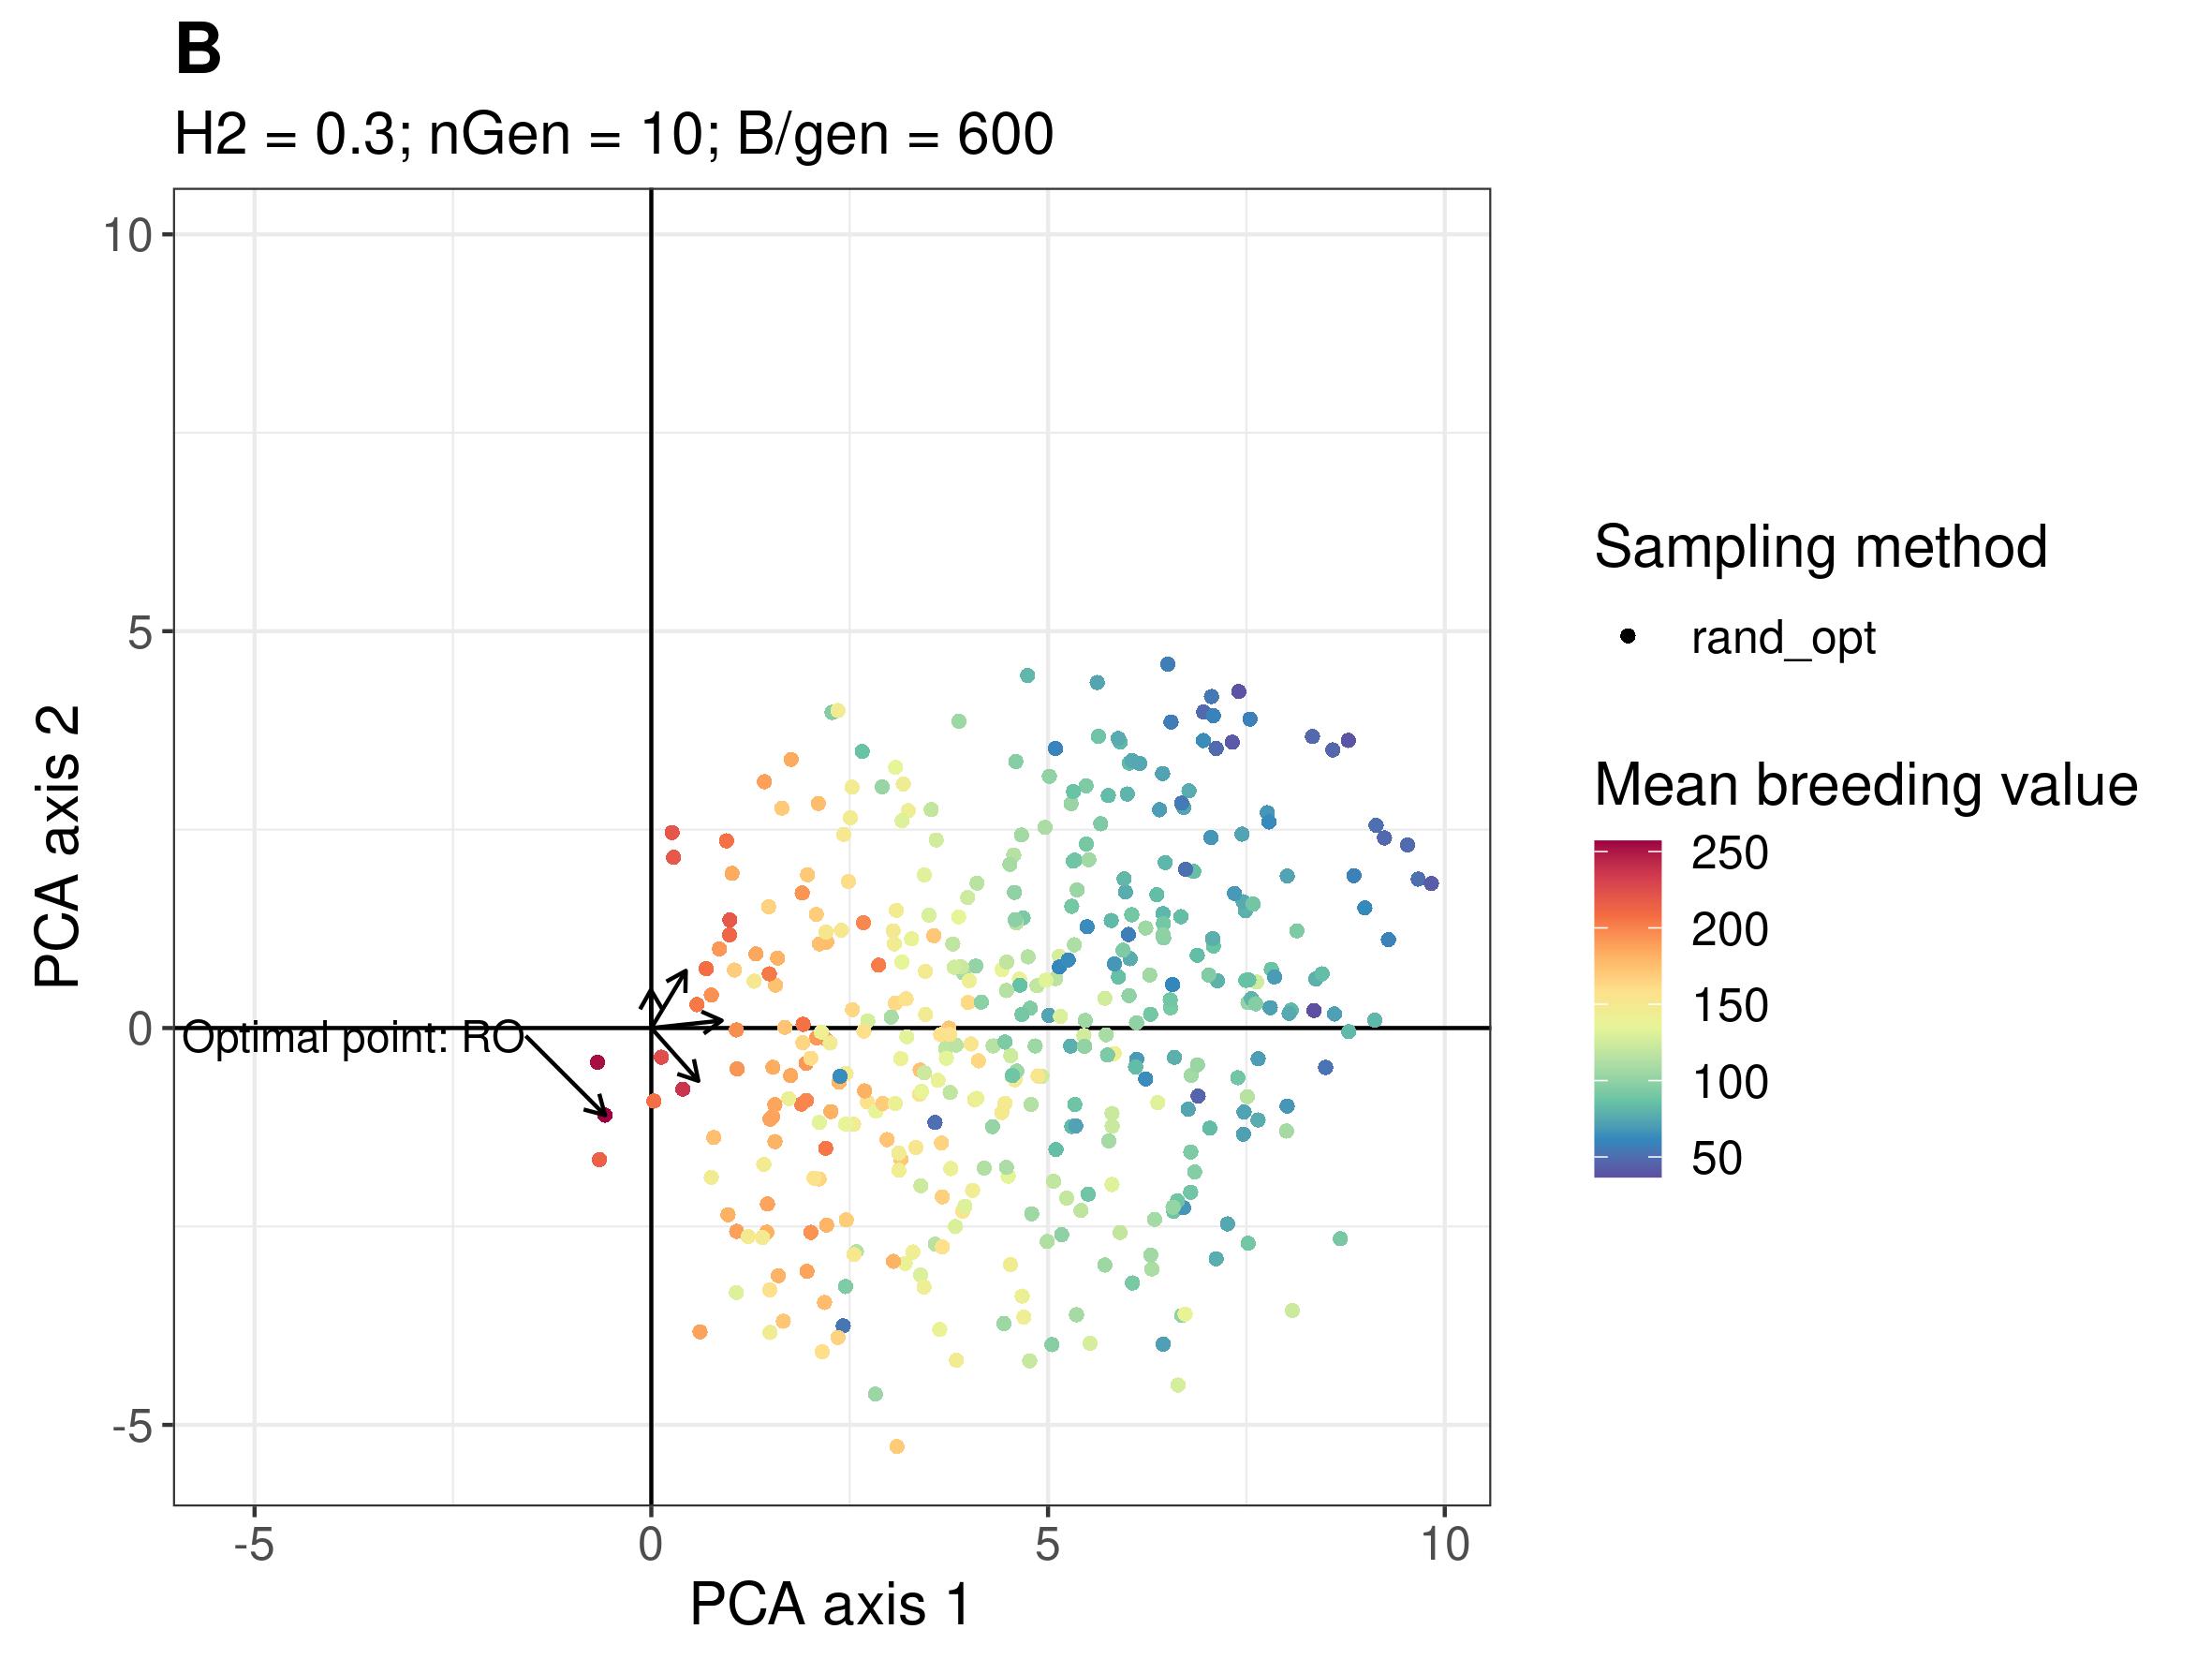 B
H2 = 0.3; nGen = 10; B/gen = 600
10
5
0
-5
PCA axis 2
Optimal point: RO
-5
0
5
10
PCA axis 1
Sampling method
rand_opt
Mean breeding value
250
200
150
100
50